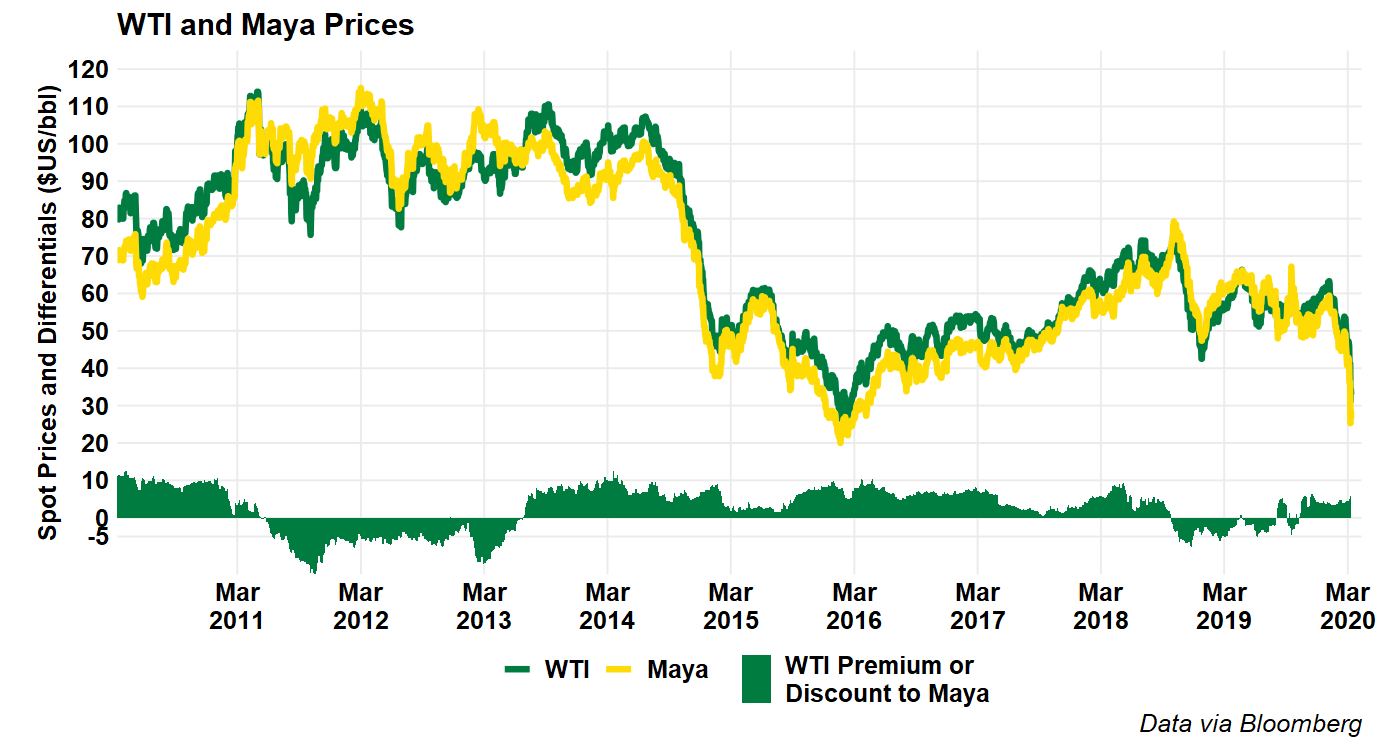 WTI and Maya Prices
Spot Prices and Differentials ($US/bbl)
120
110
100
90
80
70
60
50
40
30
20
10
0
-5
Mar Mar Mar Mar Mar Mar Mar Mar Mar Mar
2011 2012 2013 2014 2015 2016 2017 2018 2019 2020
WTI Maya WTI Premium or
Discount to Maya
Data via Bloomberg